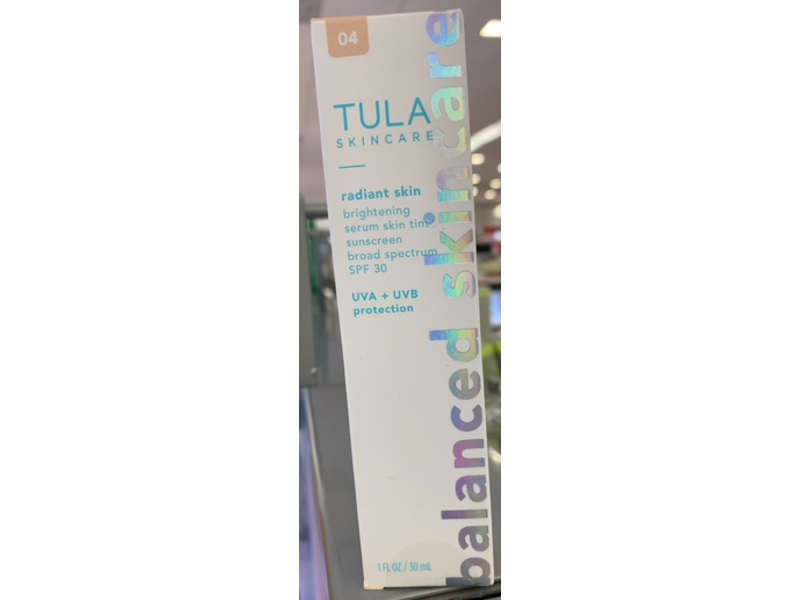 04
TULA
SKINCARE
radiant skin
brightening
serum skin tint
sunscreen
broad spectrum
SPF 30
UVA + UVB
protection
1 FL OZ / 30 mL
balanced skincare